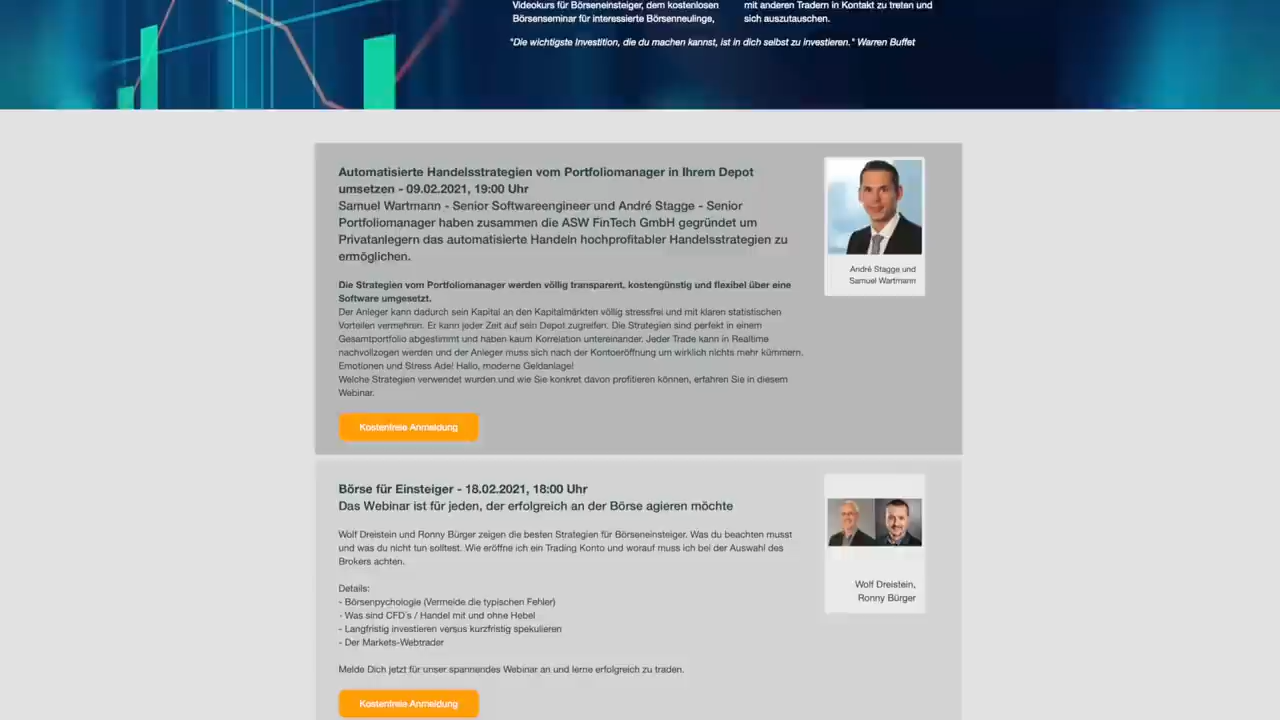 Videokurs für Börseneinsteiger, dem kostenlosen
Börsenseminar für interessierte Börsenneulinge,
mit anderen Tradern in Kontakt zu treten und
sich auszutauschen.
"Die wichtigste Investition, die du machen kannst, ist in dich selbst zu investieren." Warren Buffet
Automatisierte Handelsstrategien vom Portfoliomanager in Ihrem Depot
umsetzen - 09.02.2021, 19:00 Uhr
Samuel Wartmann - Senior Softwareengineer und André Stagge - Senior
Portfoliomanager haben zusammen die ASW FinTech GmbH gegründet um
Privatanlegern das automatisierte Handeln hochprofitabler Handelsstrategien zu
ermöglichen.
Die Strategien vom Portfoliomanager werden völlig transparent, kostengünstig und flexibel über eine
Software umgesetzt.
Der Anleger kann dadurch sein Kapital an den Kapitalmärkten völlig stressfrei und mit klaren statistischen
Vorteilen vermehren. Er kann jeder Zeit auf sein Depot zugreifen. Die Strategien sind perfekt in einem
Gesamtportfolio abgestimmt und haben kaum Korrelation untereinander. Jeder Trade kann in Realtime
nachvollzogen werden und der Anleger muss sich nach der Kontoeröffnung um wirklich nichts mehr kümmern.
Emotionen und Stress Ade! Hallo, moderne Geldanlage!
Welche Strategien verwendet wurden und wie Sie konkret davon profitieren können, erfahren Sie in diesem
Webinar.
Kostenfreie Anmeldung
André Stagge und
Samuel Wartmann
Börse für Einsteiger - 18.02.2021, 18:00 Uhr
Das Webinar ist für jeden, der erfolgreich an der Börse agieren möchte
Wolf Dreistein und Ronny Bürger zeigen die besten Strategien für Börseneinsteiger. Was du beachten musst
und was du nicht tun solltest. Wie eröffne ich ein Trading Konto und worauf muss ich bei der Auswahl des
Brokers achten.
Details:
- Börsenpychologie (Vermeide die typischen Fehler)
- Was sind CFD´s / Handel mit und ohne Hebel
- Langfristig investieren versus kurzfristig spekulieren
- Der Markets-Webtrader
Melde Dich jetzt für unser spannendes Webinar an und lerne erfolgreich zu traden.
Kostenfreie Anmeldung
Wolf Dreistein,
Ronny Bürger